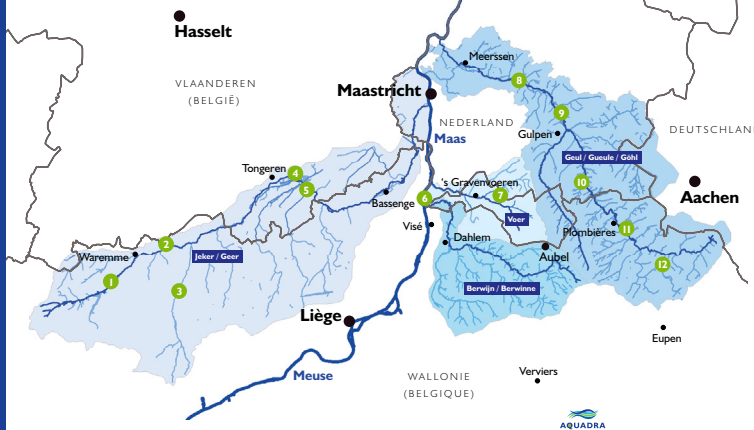 Hasselt
VLAANDEREN
(BELGIË)
Meerssen
8
Maastricht
9
NEDERLAND
DEUTSCHLAND
Maas
Gulpen
Geul / Gueule / Göhl
Tongeren
4
5
10
's Gravenvoeren
7
Aachen
Bassenge
6
Voer
Visé
Plombières
11
Dahlem
2
Waremme
Jeker / Geer
Aubel
12
1
3
Berwijn / Berwinne
Liège
Eupen
Meuse
WALLONIE
(BELGIQUE)
Verviers
AQUADRA